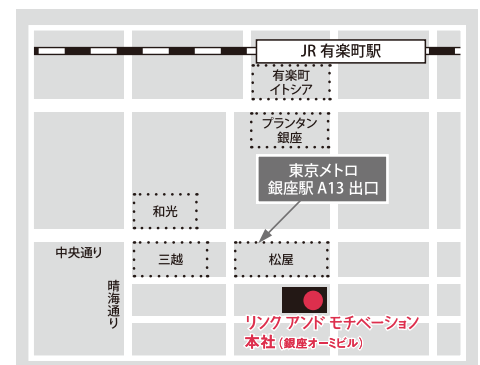 JR 有楽町駅
有楽町
イトシア
プランタン
銀座
東京メトロ
銀座駅 A13 出口
和光
中央通り
三越
松屋
晴海通り
リンク アンド モチベーション
本社 (銀座オーミビル)